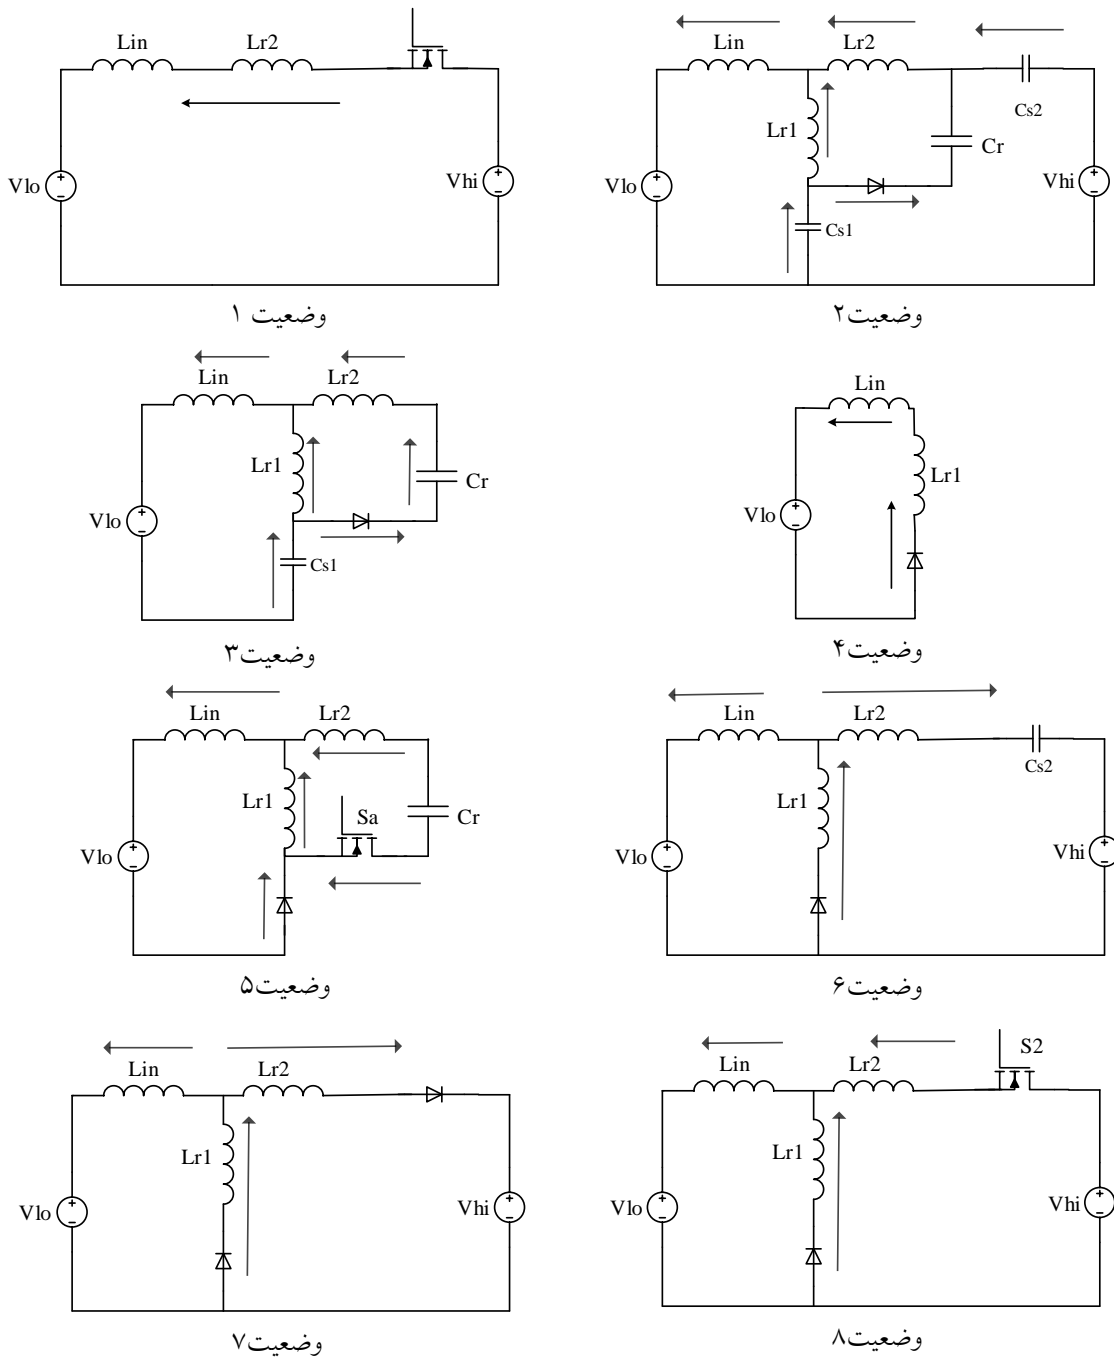 Lin
Lr2
Vlo
Vhi
وضعیت ۱
Lin
Lr2
Cs2
Lr1
Cr
Vlo
Vhi
Cs1
وضعیت۲
Lin
Lr2
Lr1
Cr
Vlo
Cs1
وضعیت۳
Lin
Lr1
Vlo
وضعیت۴
Lin
Lr2
Lr1
Sa
Cr
Vlo
وضعیت۵
Lin
Lr2
Cs2
Lr1
Vlo
Vhi
وضعیت۶
Lin
Lr2
Lr1
Vlo
Vhi
وضعیت۷
Lin
Lr2
S2
Lr1
Vlo
Vhi
وضعیت۸